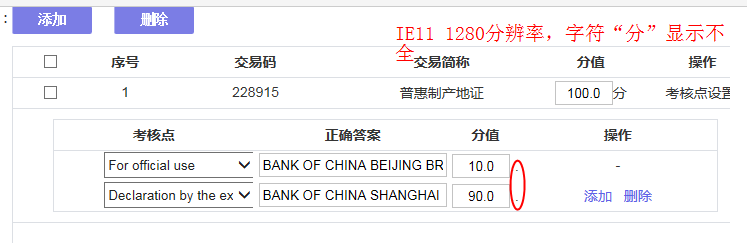 : 添加 删除
IE11 1280分辨率，字符“分”显示不
全
序号 交易码 交易简称 分值 操作
1 228915 普惠制产地证 100.0 分 考核点设置
考核点 正确答案 分值 操作
For official use BANK OF CHINA BEIJING BR 10.0 -
Declaration by the ex BANK OF CHINA SHANGHAI 90.0 添加 删除